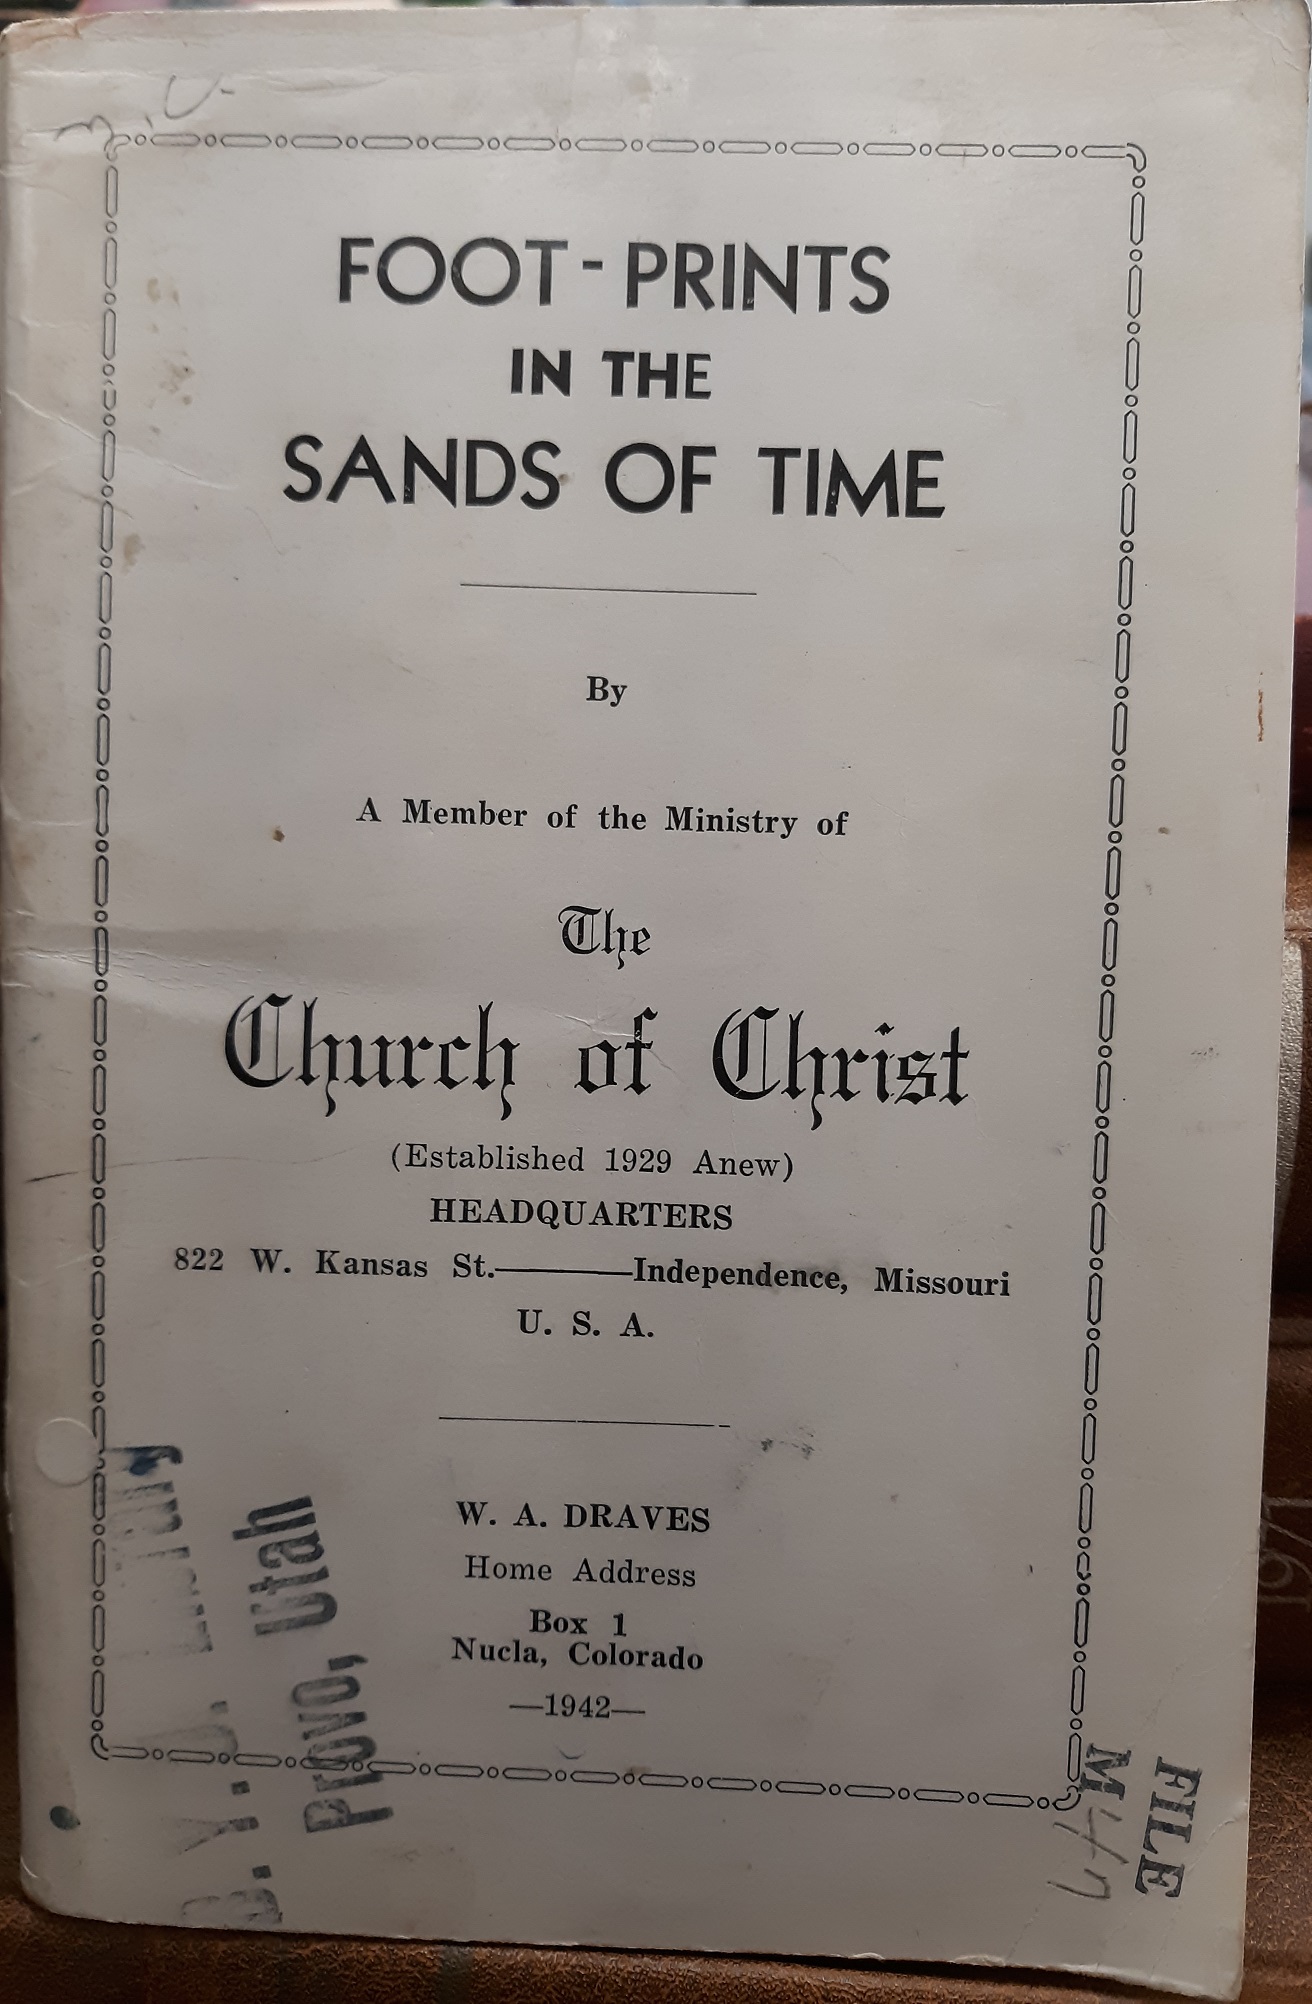 FOOT-PRINTS
IN THE
SANDS OF TIME
By
A Member of the Ministry of
The
Church of Christ
(Established 1929 Anew)
HEADQUARTERS
822 W. Kansas St.———Independence, Missouri
U. S. A.
W. A. DRAVES
Home Address
Box 1
Nucla, Colorado
—1942—
Provo, Utah
FILE
M47